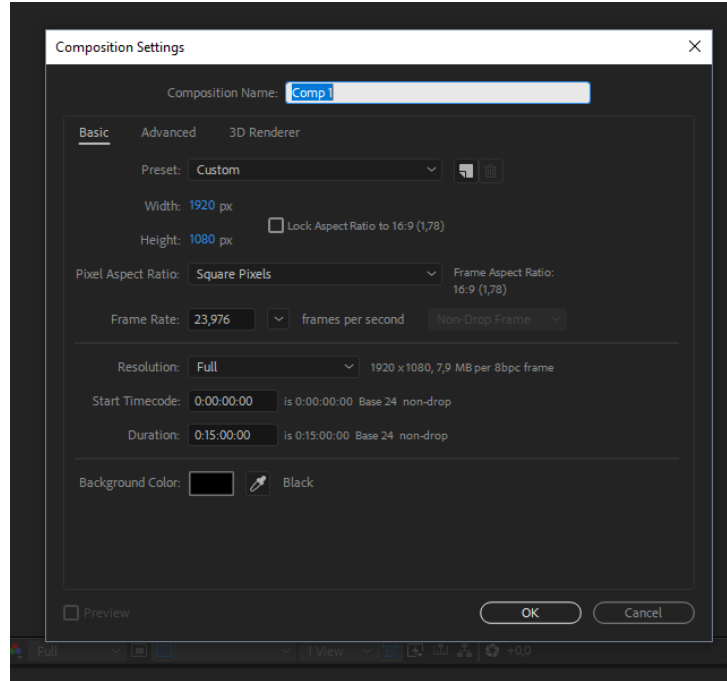 Composition Settings
Composition Name: Comp 1
Basic Advanced 3D Renderer
Preset: Custom
Width: 1920 px
Lock Aspect Ratio to 16:9 (1,78)
Height: 1080 px
Pixel Aspect Ratio: Square Pixels
Frame Aspect Ratio:
16:9 (1,78)
Frame Rate: 23,976 frames per second Non-Drop Frame
Resolution: Full 1920 x 1080, 7,9 MB per 8bpc frame
Start Timecode: 0:00:00:00 is 0:00:00:00 Base 24 non-drop
Duration: 0:15:00:00 is 0:15:00:00 Base 24 non-drop
Background Color: Black
Preview OK Cancel
Full 1 View +0,0